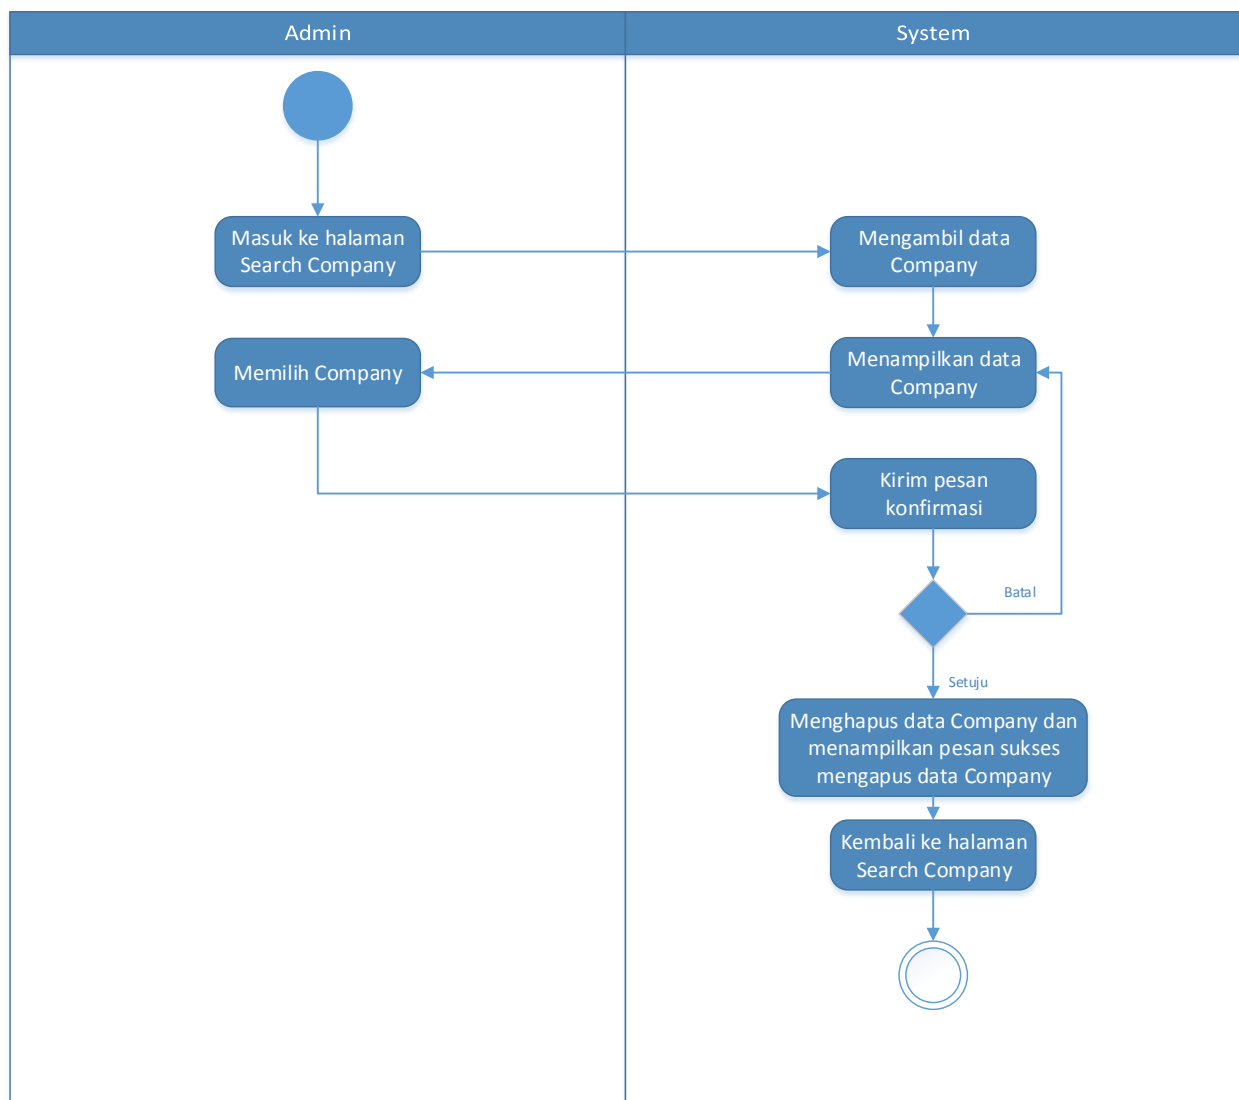 Admin
System
Masuk ke halaman
Search Company
Mengambil data
Company
Memilih Company
Menampilkan data
Company
Kirim pesan
konfirmasi
Batal
Setuju
Menghapus data Company dan
menampilkan pesan sukses
mengapus data Company
Kembali ke halaman
Search Company